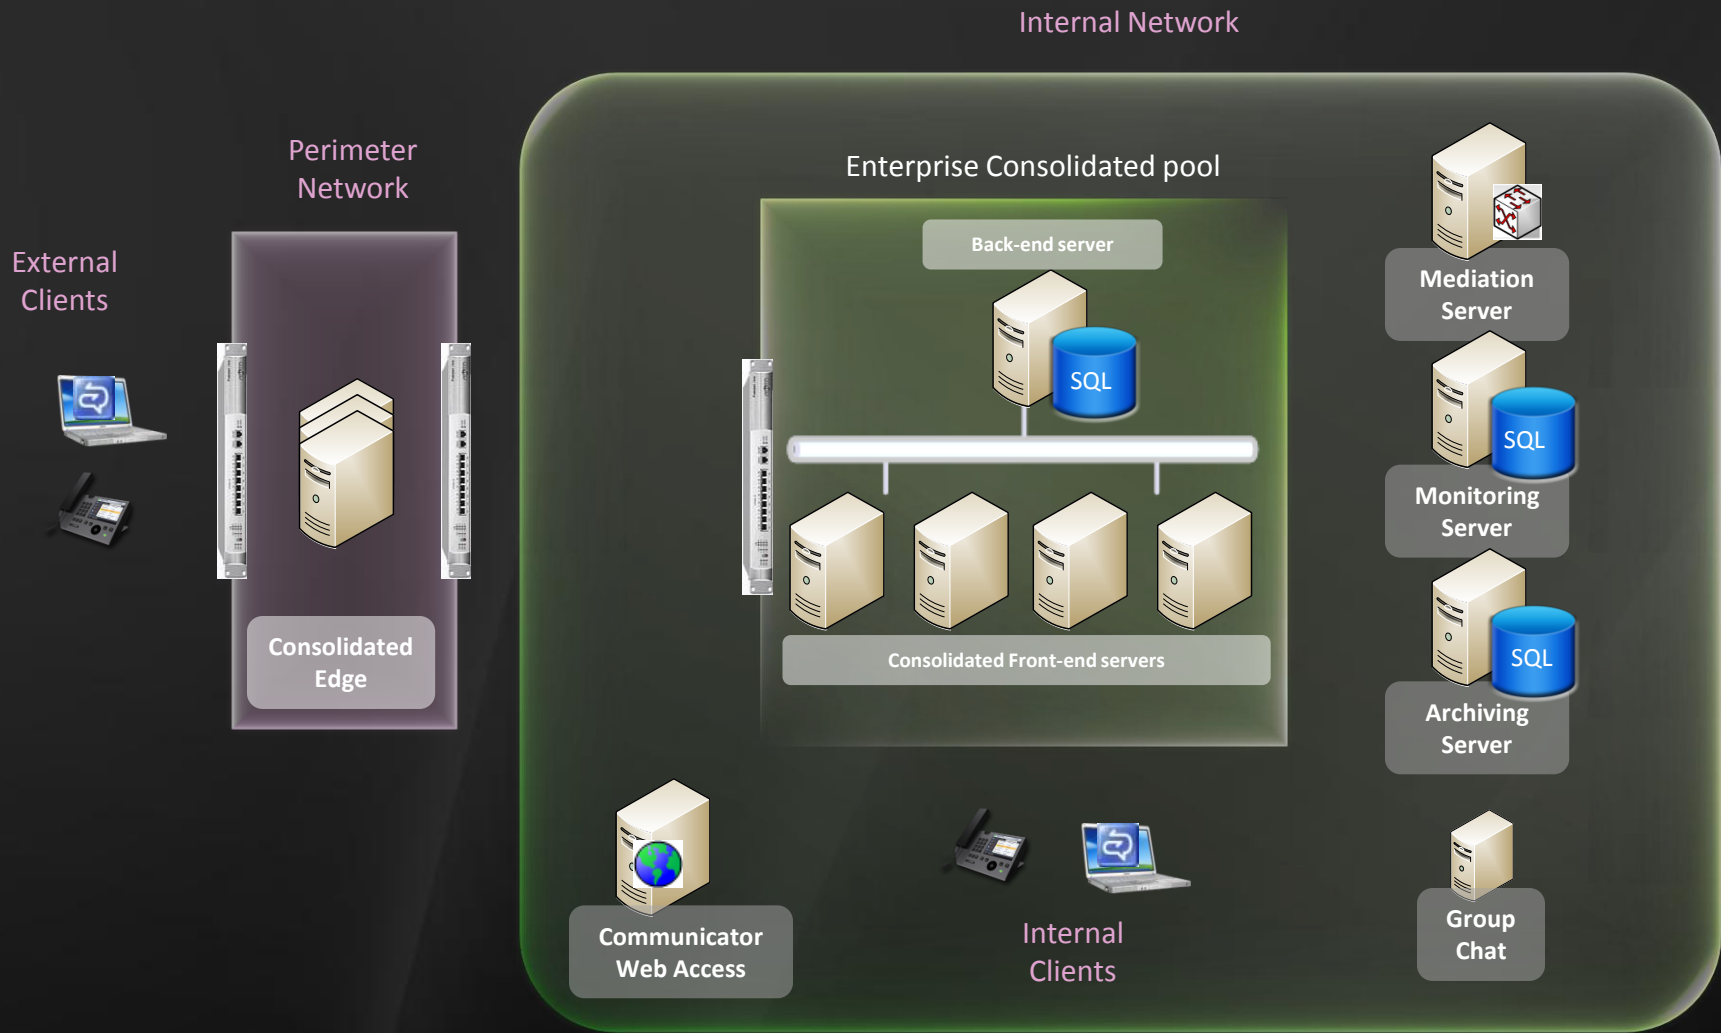 Internal Network
Perimeter
Network
External
Clients
Enterprise Consolidated pool
Back-end server
SQL
Consolidated Front-end servers
Consolidated
Edge
Mediation
Server
SQL
Monitoring
Server
SQL
Archiving
Server
Communicator
Web Access
Internal
Clients
Group
Chat